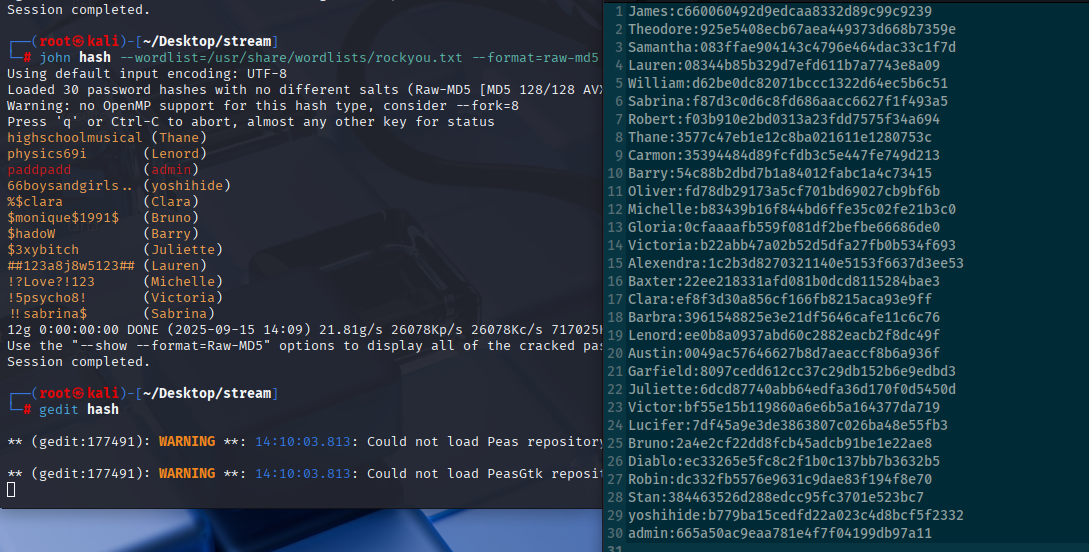 Session completed.
┌──(root㉿kali)-[~/Desktop/stream]
└─# john hash --wordlist=/usr/share/wordlists/rockyou.txt --format=raw-md5
Using default input encoding: UTF-8
Loaded 30 password hashes with no different salts (Raw-MD5 [MD5 128/128 AVX
Warning: no OpenMP support for this hash type, consider --fork=8
Press 'q' or Ctrl-C to abort, almost any other key for status
highschoolmusical (Thane)
physics69i       (Lenord)
paddpadd         (admin)
66boysandgirls.. (yoshihide)
%$clara          (Clara)
$monique$1991$   (Bruno)
$hadoW           (Barry)
$3xybitch        (Juliette)
##123a8j8w5123## (Lauren)
!?Love?!123      (Michelle)
!5psycho8!       (Victoria)
!!sabrina$       (Sabrina)
12g 0:00:00:00 DONE (2025-09-15 14:09) 21.81g/s 26078Kp/s 26078Kc/s 717025
Use the "--show --format=Raw-MD5" options to display all of the cracked pas
Session completed.
┌──(root㉿kali)-[~/Desktop/stream]
└─# gedit hash
** (gedit:177491): WARNING **: 14:10:03.813: Could not load Peas repository
** (gedit:177491): WARNING **: 14:10:03.813: Could not load PeasGtk reposit
1 James:c660060492d9edcaa8332d89c99c9239
2 Theodore:925e5408ecb67aea449373d668b7359e
3 Samantha:083ffae904143c4796e464dac33c1f7d
4 Lauren:08344b85b329d7efd611b7a7743e8a09
5 William:d62be0dc82071bccc1322d64ec5b6c51
6 Sabrina:f87d3c0d6c8fd686aacc6627f1f493a5
7 Robert:f03b910e2bd0313a23fdd7575f34a694
8 Thane:3577c47eb1e12c8ba021611e1280753c
9 Carmon:35394484d89fcfdb3c5e447fe749d213
10 Barry:54c88b2dbd7b1a84012fabc1a4c73415
11 Oliver:fd78db29173a5cf701bd69027cb9bf6b
12 Michelle:b83439b16f844bd6ffe35c02fe21b3c0
13 Gloria:0cfaaaafb559f081df2befbe66686de0
14 Victoria:b22abb47a02b52d5dfa27fb0b534f693
15 Alexendra:1c2b3d8270321140e5153f6637d3ee53
16 Baxter:22ee218331afd081b0dcd8115284bae3
17 Clara:ef8f3d30a856cf166fb8215aca93e9ff
18 Barbra:3961548825e3e21df5646cafe11c6c76
19 Lenord:ee0b8a0937abd60c2882eacb2f8dc49f
20 Austin:0049ac57646627b8d7aeaccf8b6a936f
21 Garfield:8097cedd612cc37c29db152b6e9edbd3
22 Juliette:6dcd87740abb64edfa36d170f0d5450d
23 Victor:bf55e15b119860a6e6b5a164377da719
24 Lucifer:7df45a9e3de3863807c026ba48e55fb3
25 Bruno:2a4e2cf22dd8fcb45adcb91be1e22ae8
26 Diablo:ec33265e5fc8c2f1b0c137bb7b3632b5
27 Robin:dc332fb5576e9631c9dae83f194f8e70
28 Stan:384463526d288edcc95fc3701e523bc7
29 yoshihide:b779ba15cedfd22a023c4d8bcf5f2332
30 admin:665a50ac9eaa781e4f7f04199db97a11
31